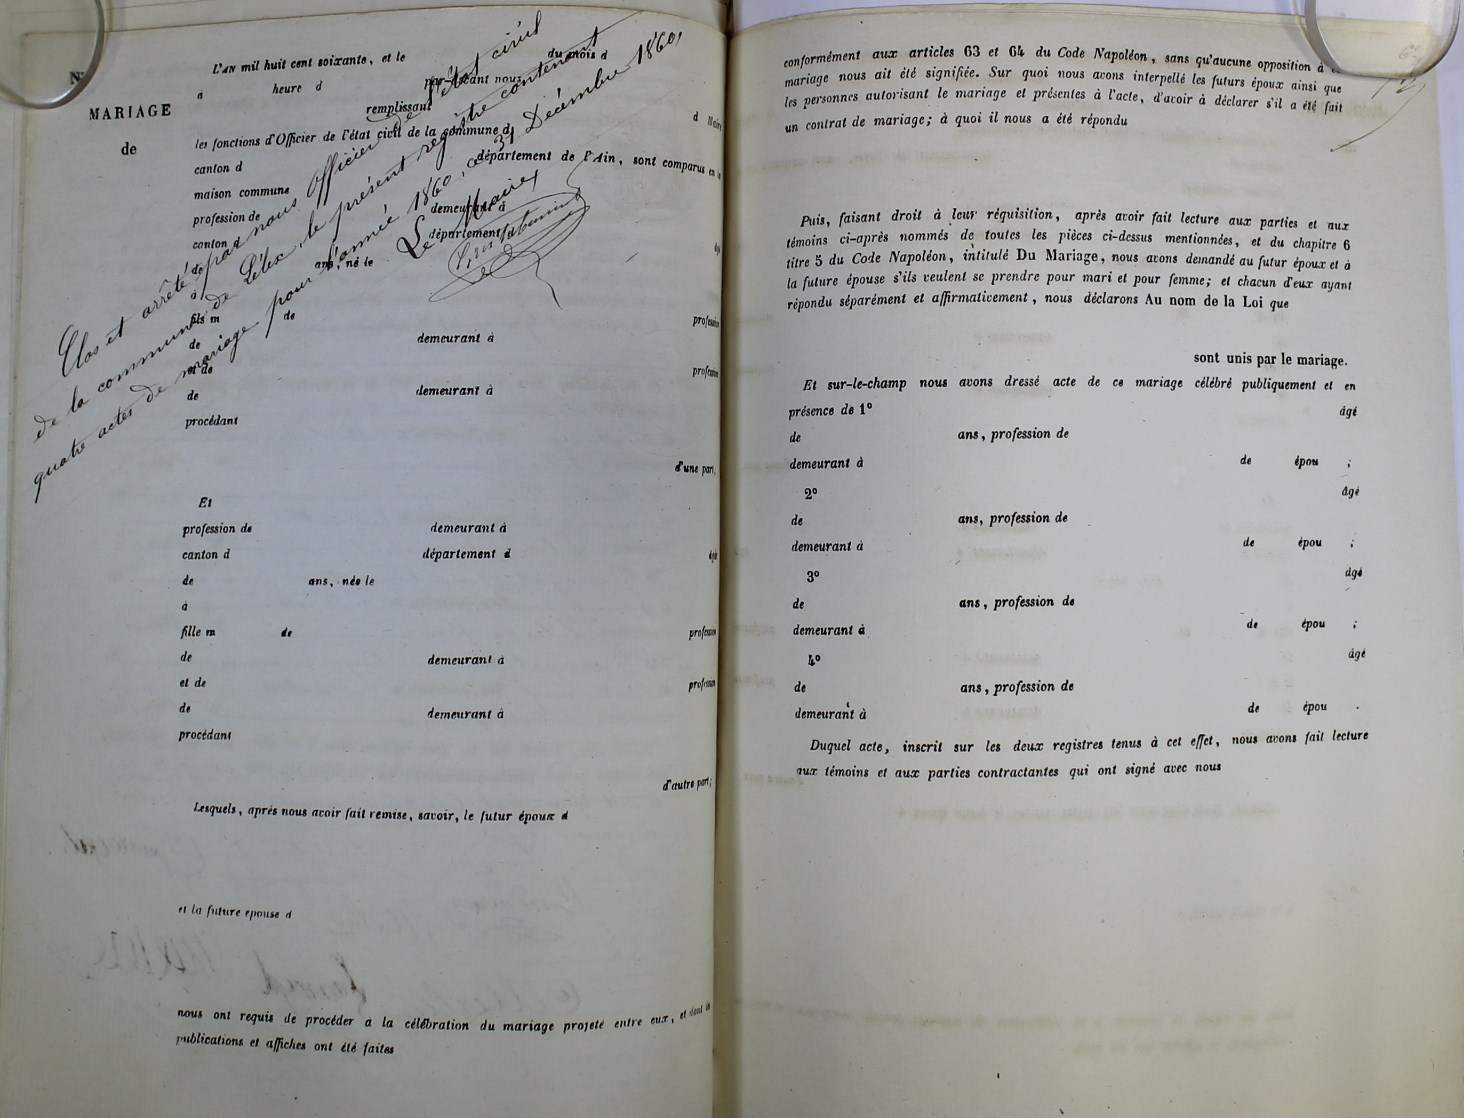 N°
MARIAGE
de
L'AN mil huit cent soixante, et le du mois d
à heure d par-devant nous
remplissant
les fonctions d'Officier de l'état civil de la commune d
canton d département de l'Ain, sont comparus en la
maison commune
profession de demeurant à
canton d département
de ans, né le
à
fils m de profession
de demeurant à
et de profession
de demeurant à
procédant
d'une part,
Et
profession de demeurant à
canton d département d âgée
de ans, née le
à
fille m de profession
de demeurant à
et de profession
de demeurant à
procédant
d'autre part;
Lesquels, après nous avoir fait remise, savoir, le futur époux d
et la future épouse d
nous ont requis de procéder à la célébration du mariage projeté entre eux, et dont les
publications et affiches ont été faites
Clos et arrêté par nous Officier de l'état civil
de la commune de Lélex, le présent registre contenant
quatre actes de mariage pour l'année 1860, ce 31 Décembre 1860,
Le Maire,
conformément aux articles 63 et 64 du Code Napoléon, sans qu'aucune opposition à ce
mariage nous ait été signifiée. Sur quoi nous avons interpellé les futurs époux ainsi que
les personnes autorisant le mariage et présentes à l'acte, d'avoir à déclarer s'il a été fait
un contrat de mariage; à quoi il nous a été répondu
Puis, faisant droit à leur réquisition, après avoir fait lecture aux parties et aux
témoins ci-après nommés de toutes les pièces ci-dessus mentionnées, et du chapitre 6
titre 5 du Code Napoléon, intitulé Du Mariage, nous avons demandé au futur époux et à
la future épouse s'ils veulent se prendre pour mari et pour femme; et chacun d'eux ayant
répondu séparément et affirmativement, nous déclarons Au nom de la Loi que
sont unis par le mariage.
Et sur-le-champ nous avons dressé acte de ce mariage célébré publiquement et en
présence de 1° âgé
de ans, profession de
demeurant à de épou ;
2° âgé
de ans, profession de
demeurant à de épou ;
3° âgé
de ans, profession de
demeurant à de épou ;
4° âgé
de ans, profession de
demeurant à de épou .
Duquel acte, inscrit sur les deux registres tenus à cet effet, nous avons fait lecture
aux témoins et aux parties contractantes qui ont signé avec nous